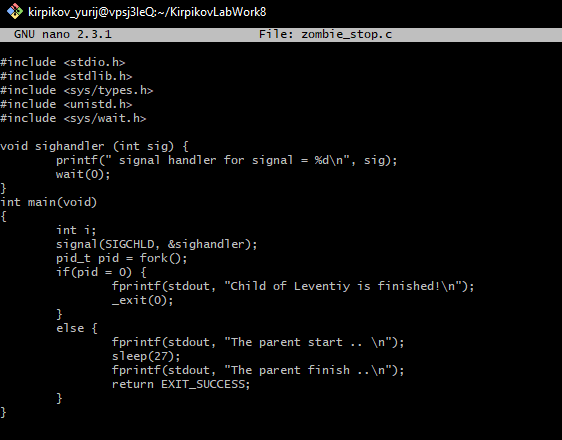 kirpikov_yurij@vpsj3leQ:~/KirpikovLabWork8
GNU nano 2.3.1 File: zombie_stop.c
#include <stdio.h>
#include <stdlib.h>
#include <sys/types.h>
#include <unistd.h>
#include <sys/wait.h>
void sighandler (int sig) {
printf(" signal handler for signal = %d\n", sig);
wait(0);
}
int main(void)
{
int i;
signal(SIGCHLD, &sighandler);
pid_t pid = fork();
if(pid = 0) {
fprintf(stdout, "Child of Leventiy is finished!\n");
_exit(0);
}
else {
fprintf(stdout, "The parent start .. \n");
sleep(27);
fprintf(stdout, "The parent finish ..\n");
return EXIT_SUCCESS;
}
}